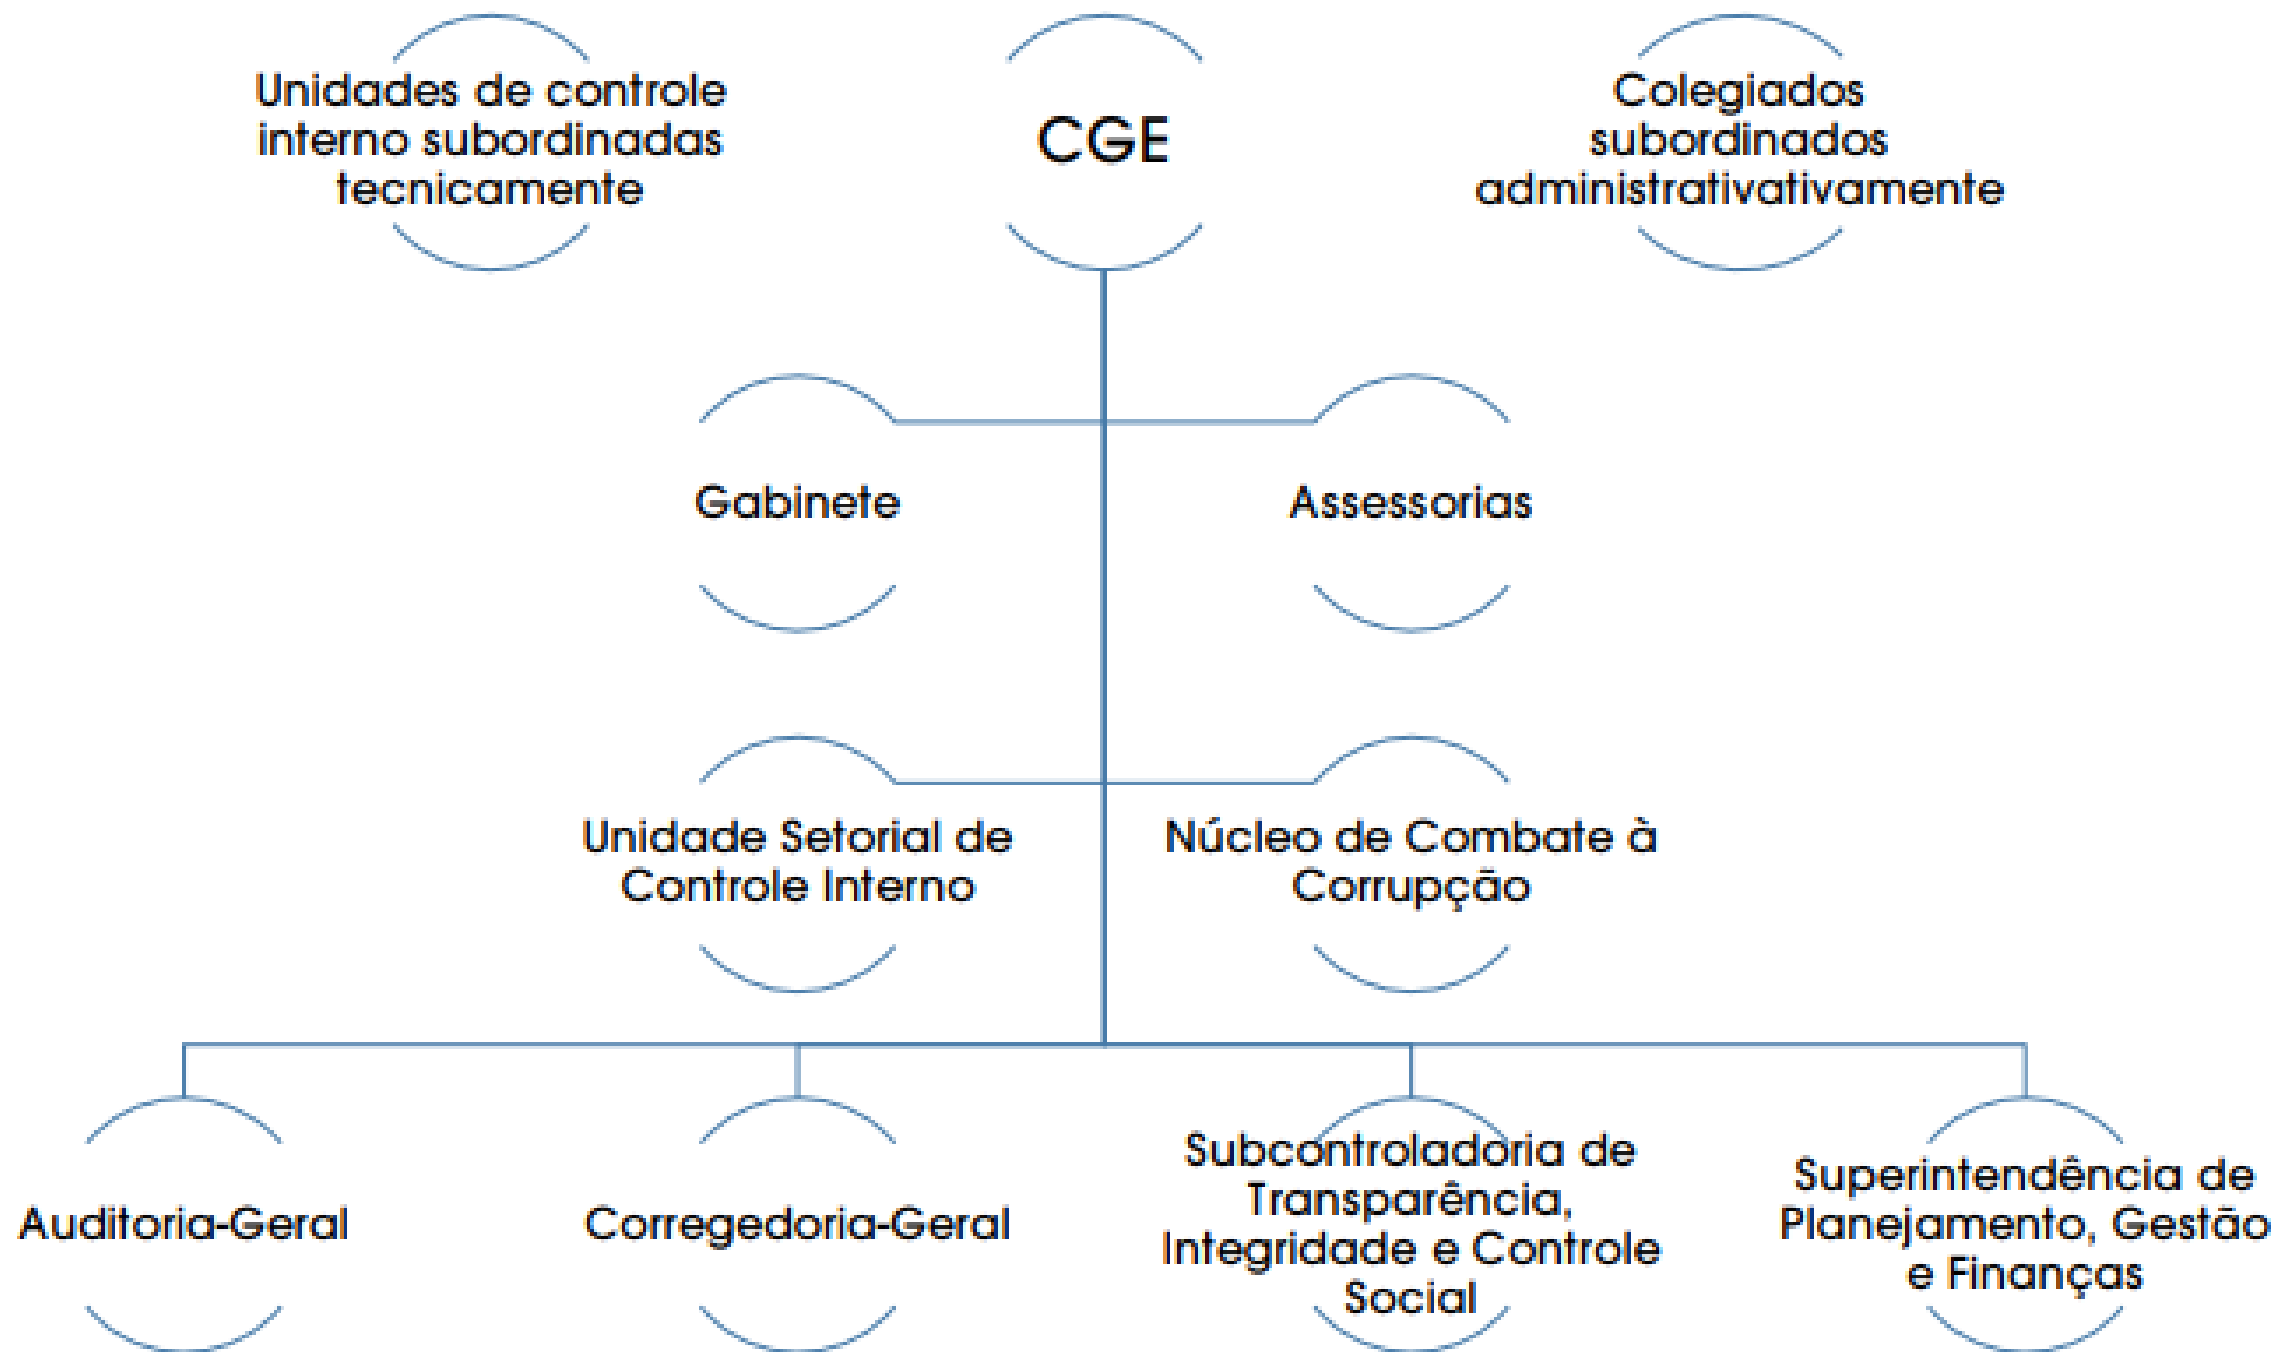 Unidades de controle
interno subordinadas
tecnicamente
CGE
Colegiados
subordinados
administrativativamente
Gabinete
Assessorias
Unidade Setorial de
Controle Interno
Núcleo de Combate à
Corrupção
Auditoria-Geral
Corregedoria-Geral
Subcontroladoria de
Transparência,
Integridade e Controle
Social
Superintendência de
Planejamento, Gestão
e Finanças